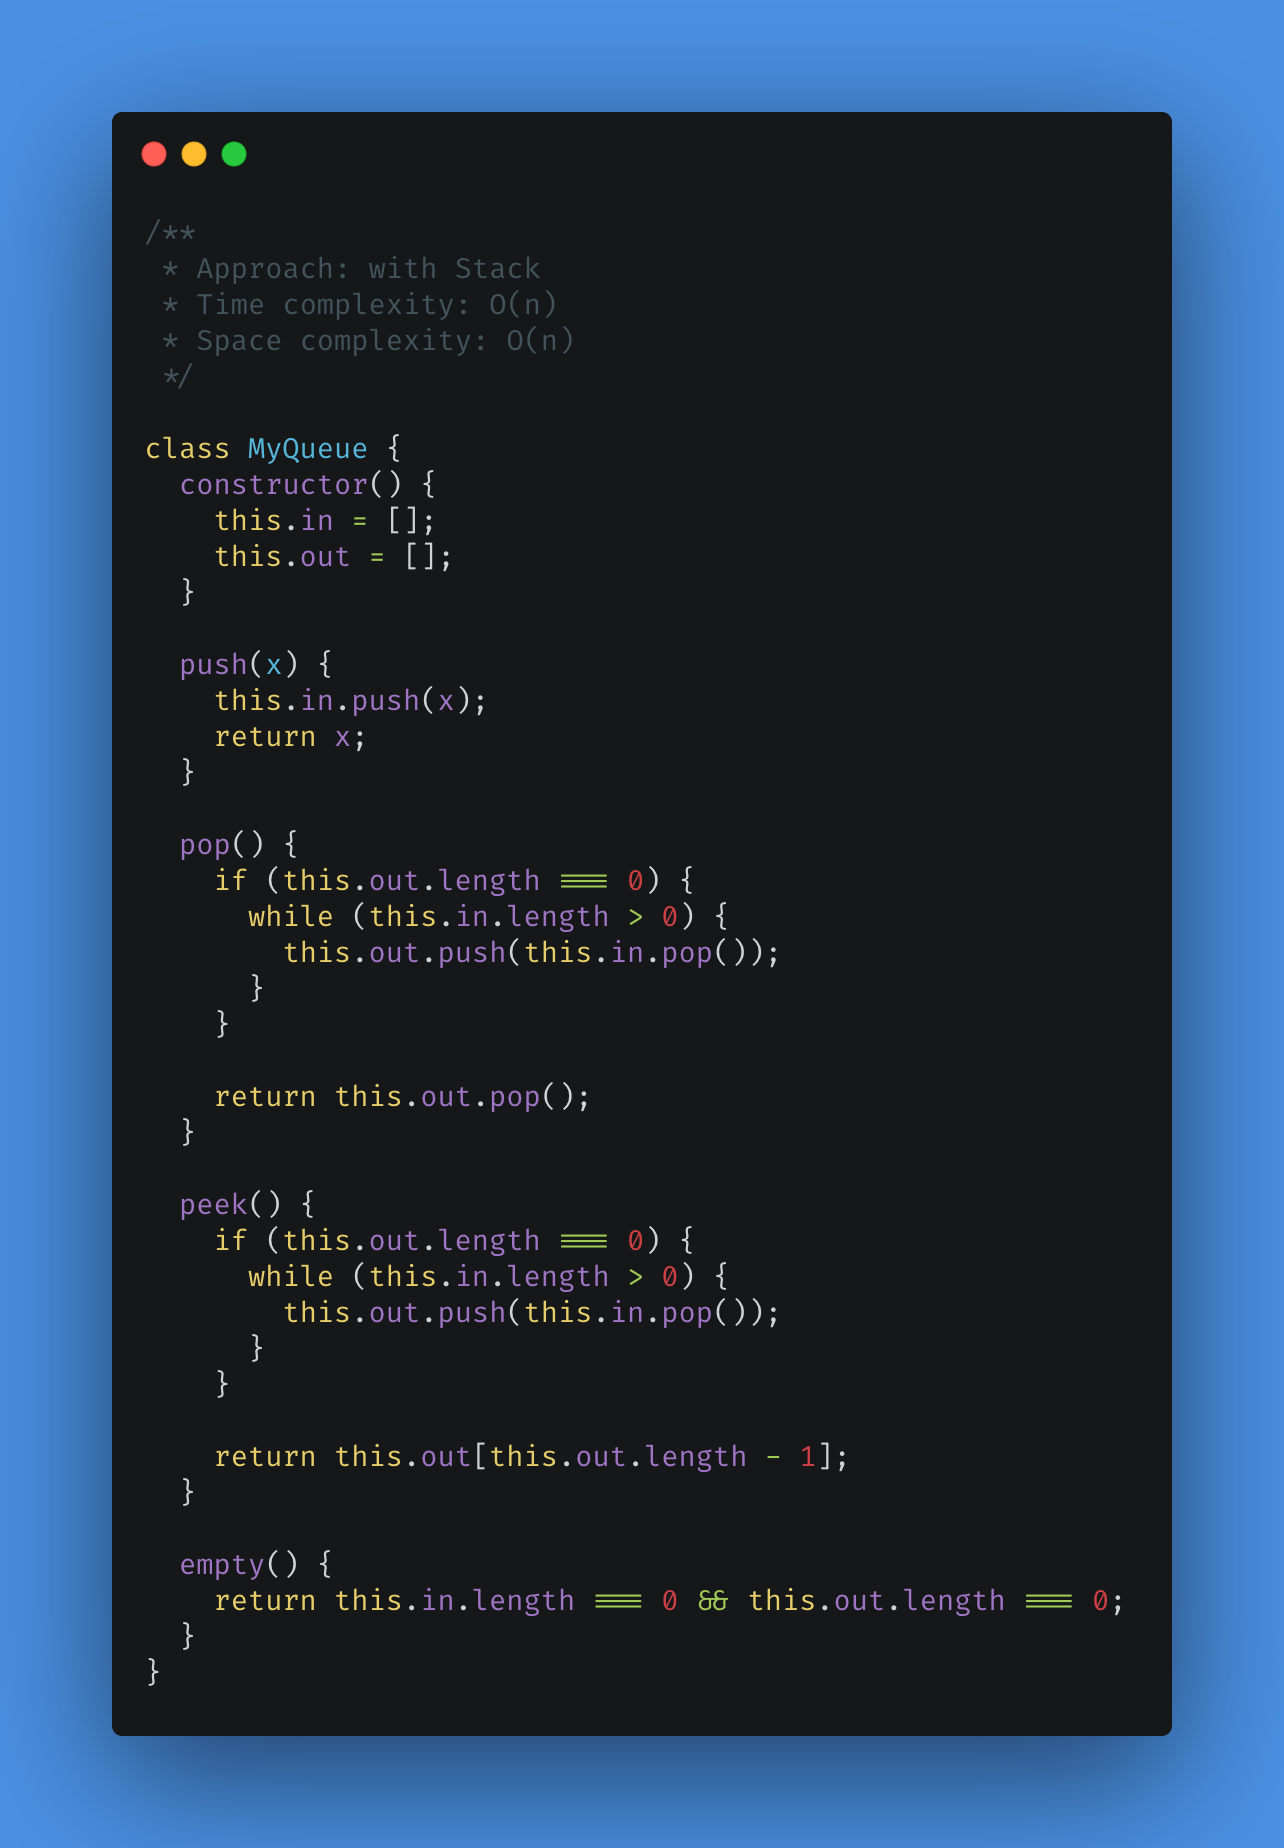 /**
 * Approach: with Stack
 * Time complexity: O(n)
 * Space complexity: O(n)
 */

class MyQueue {
  constructor() {
    this.in = [];
    this.out = [];
  }

  push(x) {
    this.in.push(x);
    return x;
  }

  pop() {
    if (this.out.length === 0) {
      while (this.in.length > 0) {
        this.out.push(this.in.pop());
      }
    }

    return this.out.pop();
  }

  peek() {
    if (this.out.length === 0) {
      while (this.in.length > 0) {
        this.out.push(this.in.pop());
      }
    }

    return this.out[this.out.length - 1];
  }

  empty() {
    return this.in.length === 0 && this.out.length === 0;
  }
}